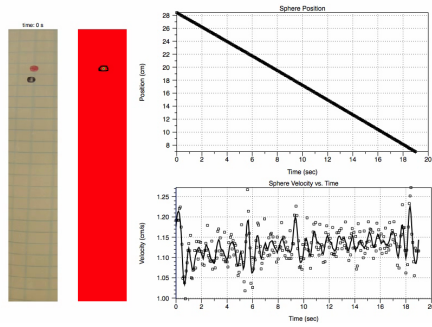 time: 0 s
Sphere Position
Position (cm)
28
26
24
22
20
18
16
14
12
10
8
0 2 4 6 8 10 12 14 16 18 20
Time (sec)
Sphere Velocity vs. Time
Velocity (cm/s)
1.25
1.20
1.15
1.10
1.05
1.00
0 2 4 6 8 10 12 14 16 18 20
Time (sec)